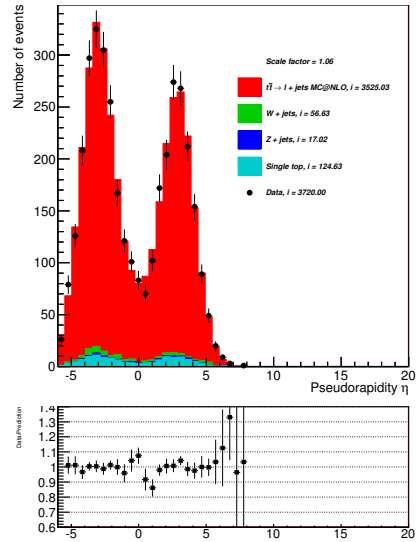 Number of events
300
250
200
150
100
50
0
Scale factor = 1.06
tt̄ → l + jets MC@NLO, i = 3525.03
W + jets, i = 56.63
Z + jets, i = 17.02
Single top, i = 124.63
Data, i = 3720.00
-5 0 5 10 15 20
Pseudorapidity η
Data/Prediction
1.4
1.3
1.2
1.1
1
0.9
0.8
0.7
0.6
-5 0 5 10 15 20